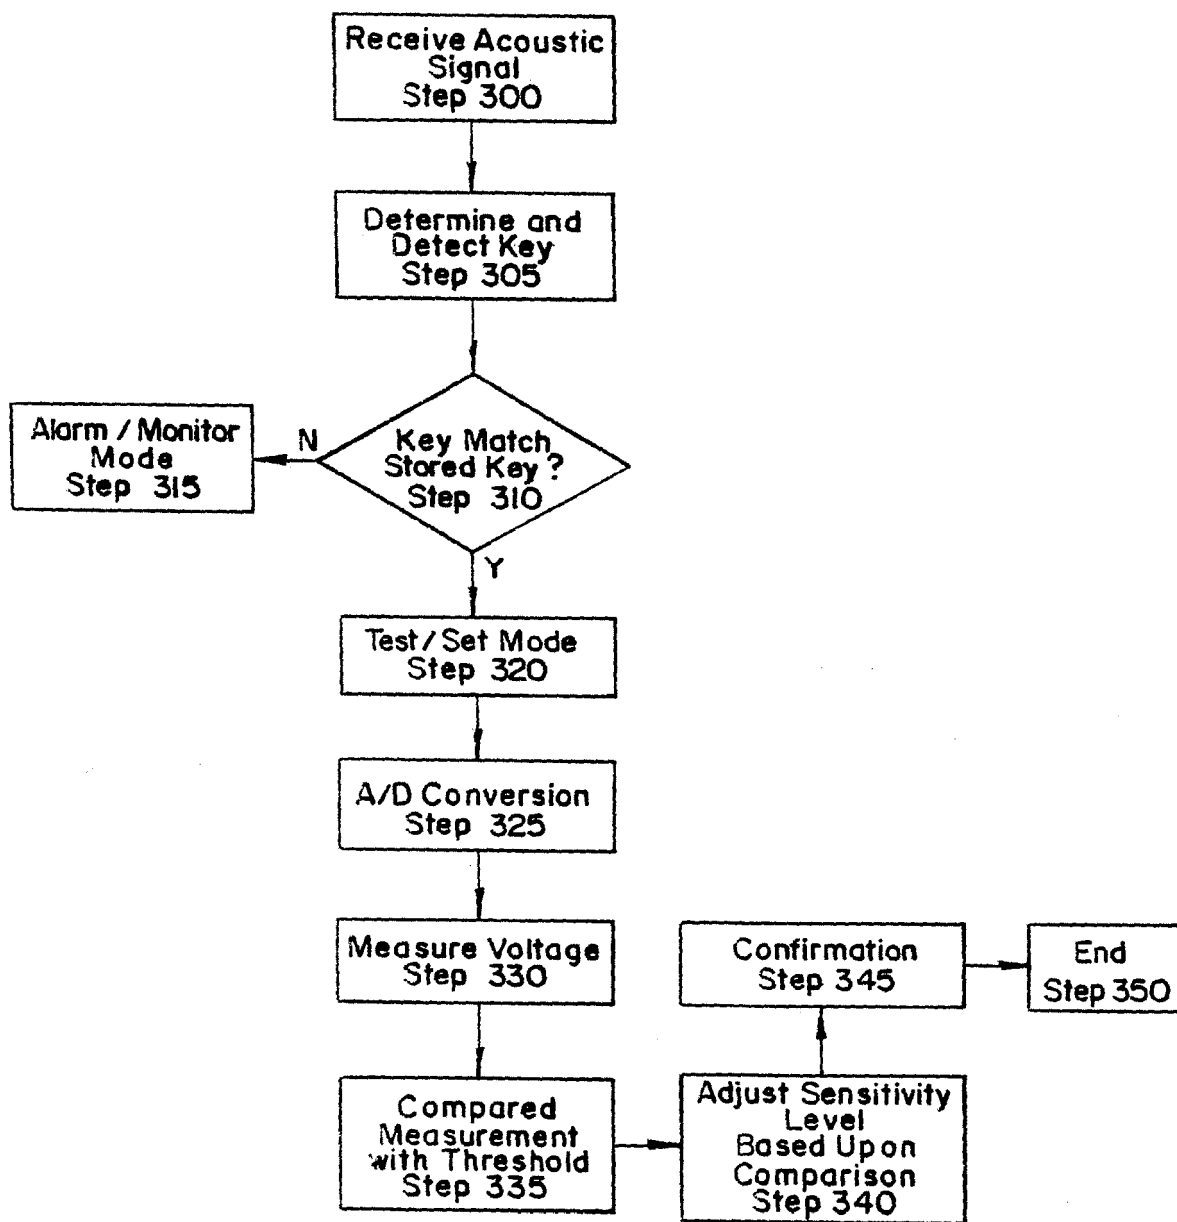 Receive Acoustic
Signal
Step 300
Determine and
Detect Key
Step 305
Key Match
Stored Key?
Step 310
N
Alarm / Monitor
Mode
Step 315
Y
Test/Set Mode
Step 320
A/D Conversion
Step 325
Measure Voltage
Step 330
Compared
Measurement
with Threshold
Step 335
Adjust Sensitivity
Level
Based Upon
Comparison
Step 340
Confirmation
Step 345
End
Step 350